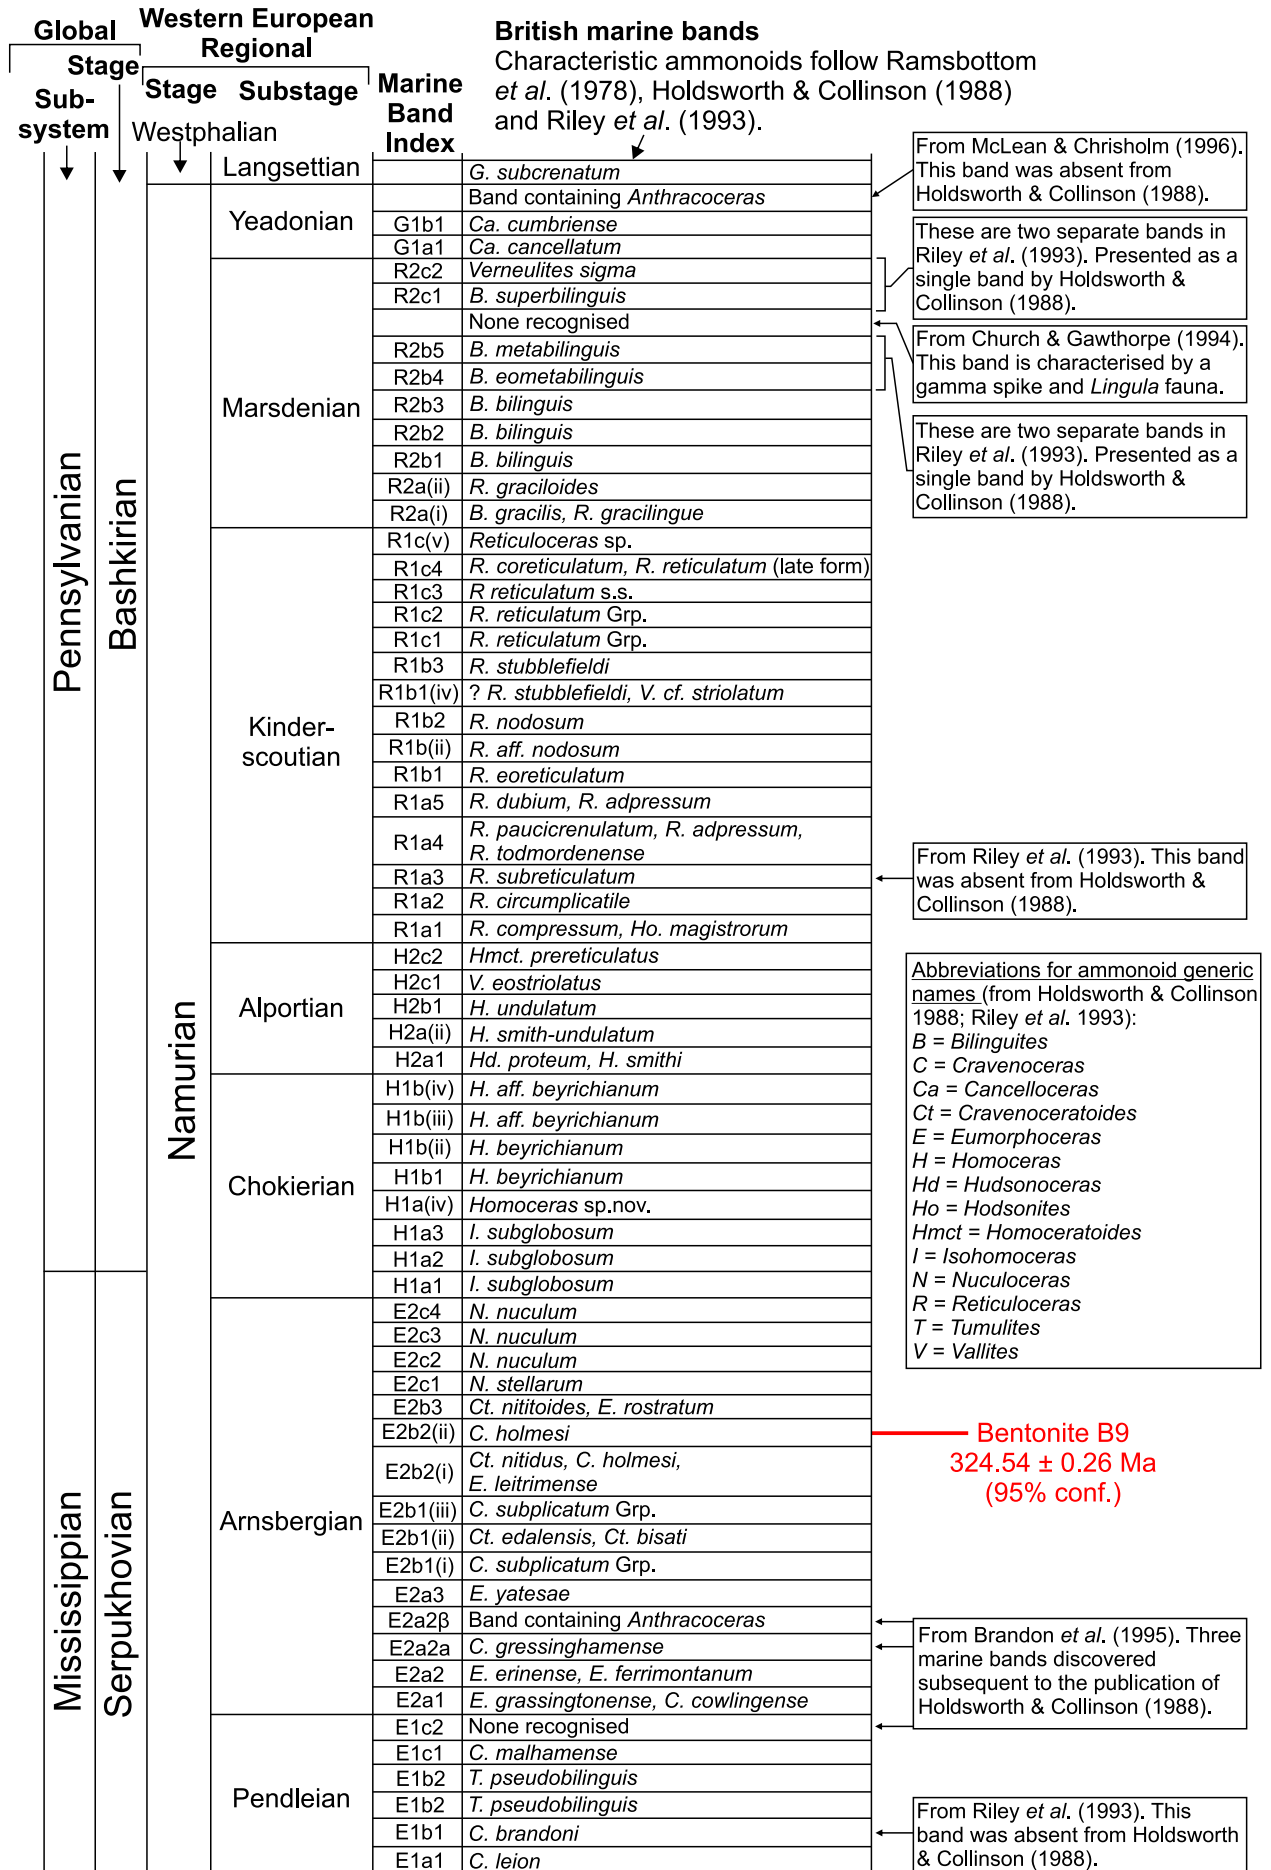 Global
Stage
Sub-
system
Western European
Regional
Stage Substage
Westphalian
Marine
Band
Index
British marine bands
Characteristic ammonoids follow Ramsbottom
et al. (1978), Holdsworth & Collinson (1988)
and Riley et al. (1993).
Pennsylvanian
Mississippian
Bashkirian
Serpukhovian
Namurian
Langsettian
G. subcrenatum
Yeadonian
Band containing Anthracoceras
G1b1 Ca. cumbriense
G1a1 Ca. cancellatum
Marsdenian
R2c2 Verneulites sigma
R2c1 B. superbilinguis
None recognised
R2b5 B. metabilinguis
R2b4 B. eometabilinguis
R2b3 B. bilinguis
R2b2 B. bilinguis
R2b1 B. bilinguis
R2a(ii) R. graciloides
R2a(i) B. gracilis, R. gracilingue
Kinder-
scoutian
R1c(v) Reticuloceras sp.
R1c4 R. coreticulatum, R. reticulatum (late form)
R1c3 R reticulatum s.s.
R1c2 R. reticulatum Grp.
R1c1 R. reticulatum Grp.
R1b3 R. stubblefieldi
R1b1(iv) ? R. stubblefieldi, V. cf. striolatum
R1b2 R. nodosum
R1b(ii) R. aff. nodosum
R1b1 R. eoreticulatum
R1a5 R. dubium, R. adpressum
R1a4 R. paucicrenulatum, R. adpressum,
R. todmordenense
R1a3 R. subreticulatum
R1a2 R. circumplicatile
R1a1 R. compressum, Ho. magistrorum
Alportian
H2c2 Hmct. prereticulatus
H2c1 V. eostriolatus
H2b1 H. undulatum
H2a(ii) H. smith-undulatum
H2a1 Hd. proteum, H. smithi
Chokierian
H1b(iv) H. aff. beyrichianum
H1b(iii) H. aff. beyrichianum
H1b(ii) H. beyrichianum
H1b1 H. beyrichianum
H1a(iv) Homoceras sp.nov.
H1a3 I. subglobosum
H1a2 I. subglobosum
H1a1 I. subglobosum
Arnsbergian
E2c4 N. nuculum
E2c3 N. nuculum
E2c2 N. nuculum
E2c1 N. stellarum
E2b3 Ct. nititoides, E. rostratum
E2b2(ii) C. holmesi
E2b2(i) Ct. nitidus, C. holmesi,
E. leitrimense
E2b1(iii) C. subplicatum Grp.
E2b1(ii) Ct. edalensis, Ct. bisati
E2b1(i) C. subplicatum Grp.
E2a3 E. yatesae
E2a2β Band containing Anthracoceras
E2a2a C. gressinghamense
E2a2 E. erinense, E. ferrimontanum
E2a1 E. grassingtonense, C. cowlingense
Pendleian
E1c2 None recognised
E1c1 C. malhamense
E1b2 T. pseudobilinguis
E1b2 T. pseudobilinguis
E1b1 C. brandoni
E1a1 C. leion
From McLean & Chrisholm (1996).
This band was absent from
Holdsworth & Collinson (1988).
These are two separate bands in
Riley et al. (1993). Presented as a
single band by Holdsworth &
Collinson (1988).
From Church & Gawthorpe (1994).
This band is characterised by a
gamma spike and Lingula fauna.
These are two separate bands in
Riley et al. (1993). Presented as a
single band by Holdsworth &
Collinson (1988).
From Riley et al. (1993). This band
was absent from Holdsworth &
Collinson (1988).
Abbreviations for ammonoid generic
names (from Holdsworth & Collinson
1988; Riley et al. 1993):
B = Bilinguites
C = Cravenoceras
Ca = Cancelloceras
Ct = Cravenoceratoides
E = Eumorphoceras
H = Homoceras
Hd = Hudsonoceras
Ho = Hodsonites
Hmct = Homoceratoides
I = Isohomoceras
N = Nuculoceras
R = Reticuloceras
T = Tumulites
V = Vallites
Bentonite B9
324.54 ± 0.26 Ma
(95% conf.)
From Brandon et al. (1995). Three
marine bands discovered
subsequent to the publication of
Holdsworth & Collinson (1988).
From Riley et al. (1993). This
band was absent from Holdsworth
& Collinson (1988).